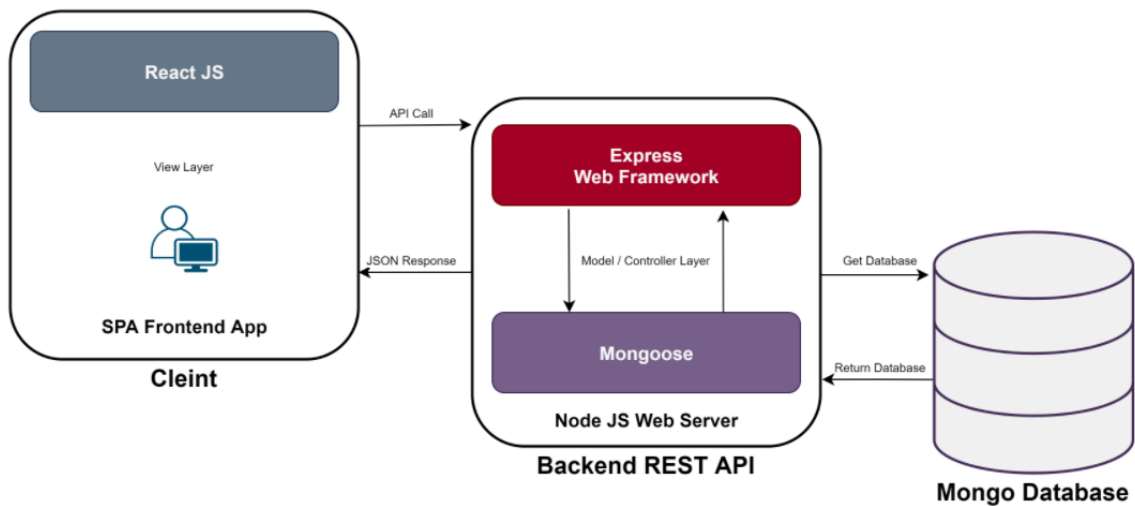 React JS
View Layer
SPA Frontend App
Cleint
API Call
JSON Response
Express
Web Framework
Model / Controller Layer
Mongoose
Node JS Web Server
Backend REST API
Get Database
Return Database
Mongo Database